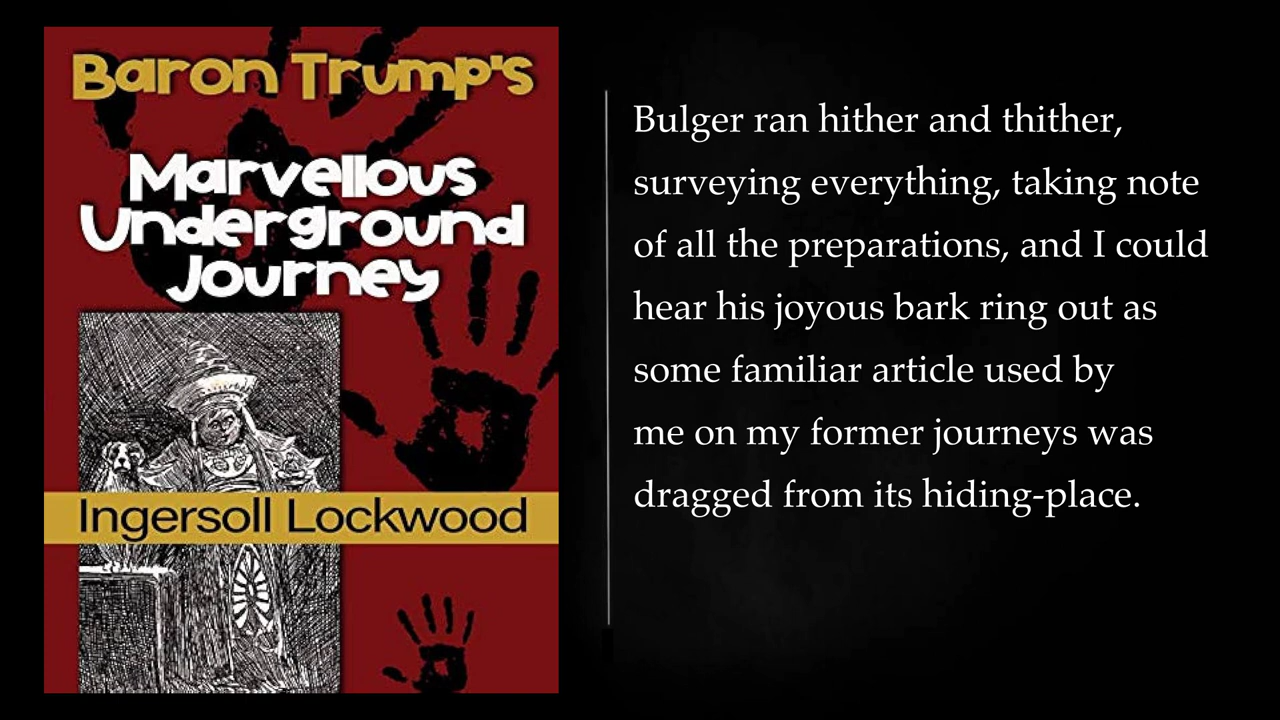 Baron Trump's
Marvellous
Underground
Journey
Ingersoll Lockwood
Bulger ran hither and thither,
surveying everything, taking note
of all the preparations, and I could
hear his joyous bark ring out as
some familiar article used by
me on my former journeys was
dragged from its hiding-place.